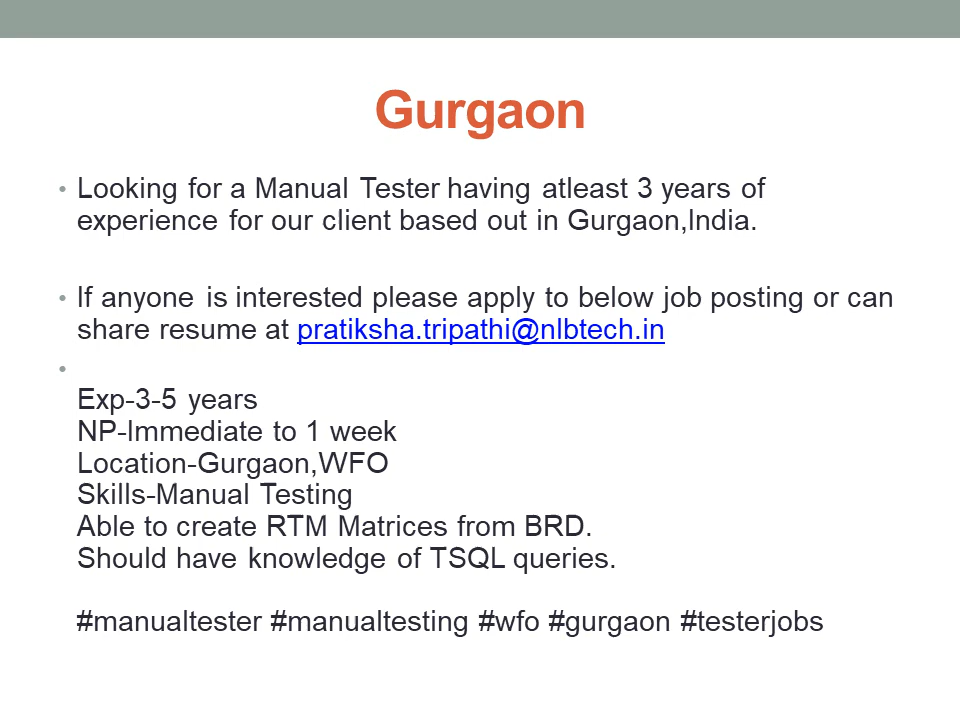 Gurgaon
• Looking for a Manual Tester having atleast 3 years of
experience for our client based out in Gurgaon,India.
• If anyone is interested please apply to below job posting or can
share resume at pratiksha.tripathi@nlbtech.in
•
Exp-3-5 years
NP-Immediate to 1 week
Location-Gurgaon,WFO
Skills-Manual Testing
Able to create RTM Matrices from BRD.
Should have knowledge of TSQL queries.
#manualtester #manualtesting #wfo #gurgaon #testerjobs